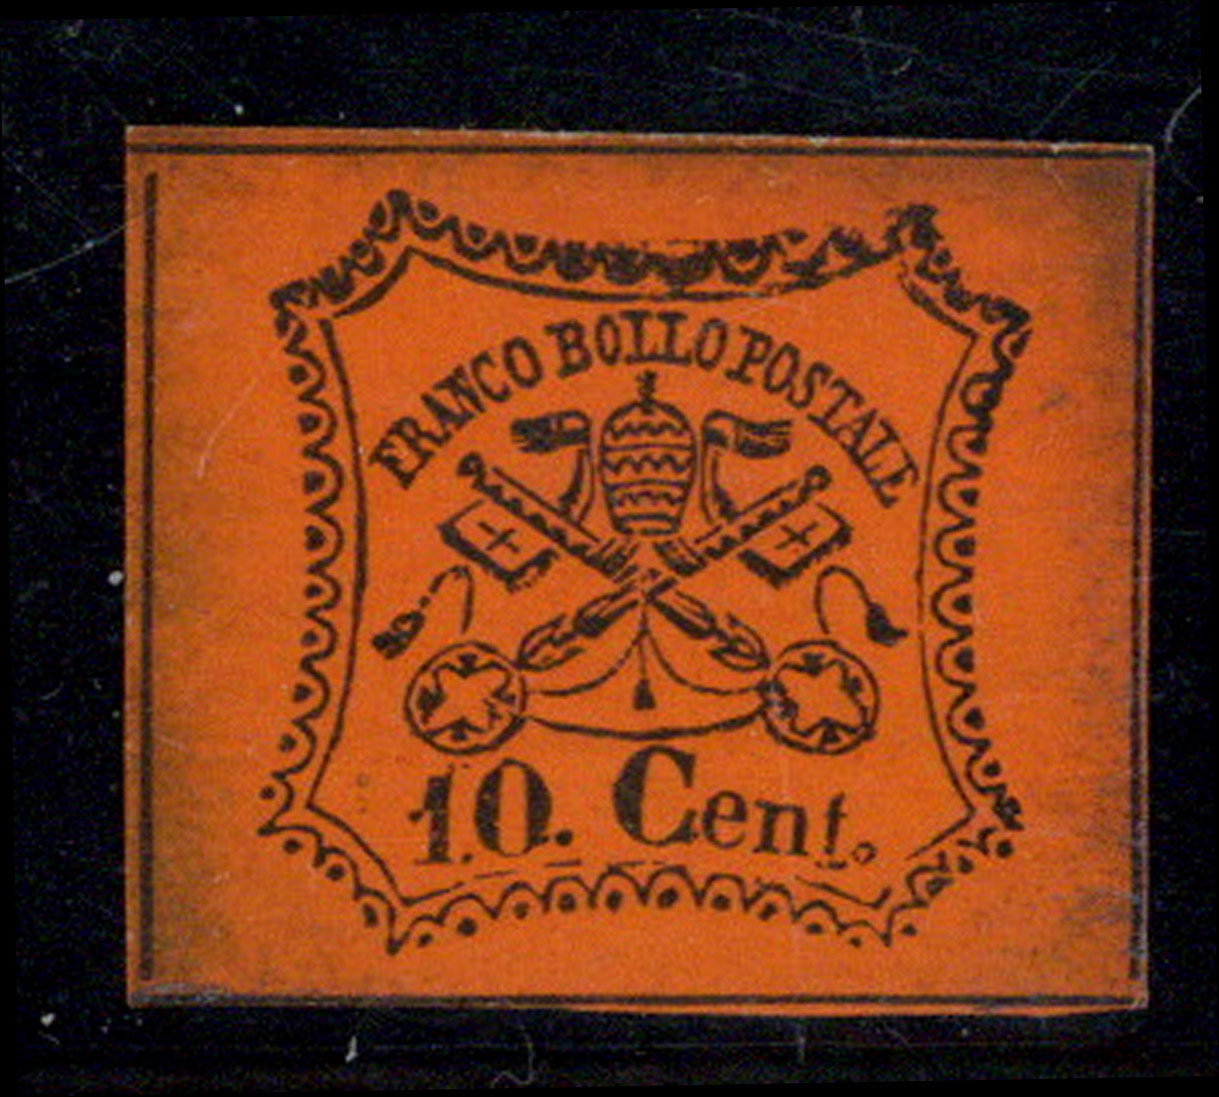 FRANCO BOLLO POSTALE
10. Cent.